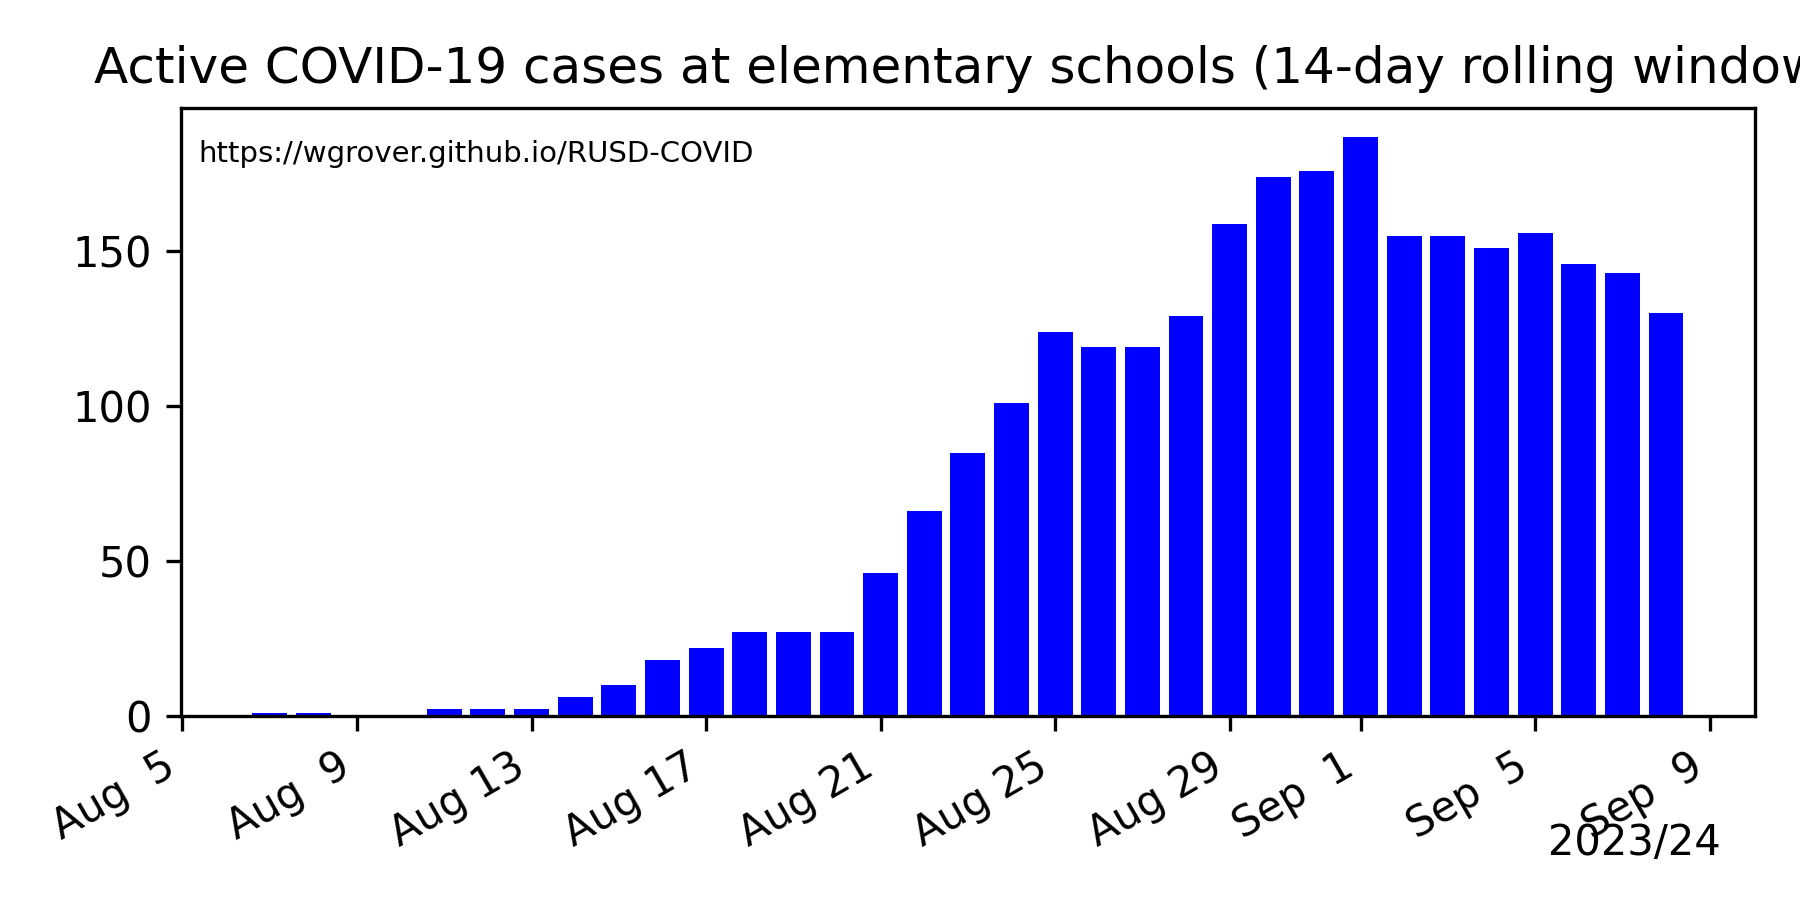 Active COVID-19 cases at elementary schools (14-day rolling window
https://wgrover.github.io/RUSD-COVID
150
100
50
0
Aug 5
Aug 9
Aug 13
Aug 17
Aug 21
Aug 25
Aug 29
Sep 1
Sep 5
Sep 9
2023/24